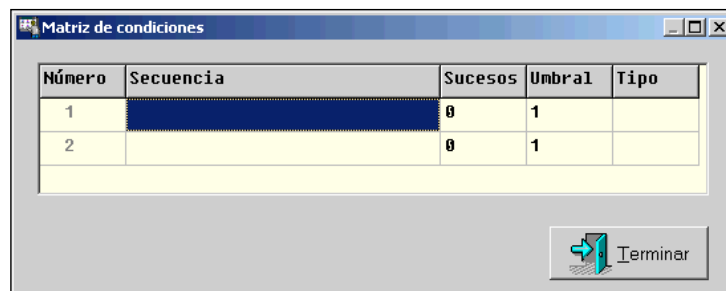 Matriz de condiciones
Número Secuencia Sucesos Umbral Tipo
1 0 1
2 0 1
Terminar